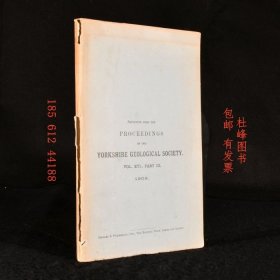 REPRINTED FROM THE
PROCEEDINGS
OF THE
YORKSHIRE GEOLOGICAL SOCIETY,
VOL. XVI., PART III.
1908.
185 612 44188
杜峰图书
包邮 有发票